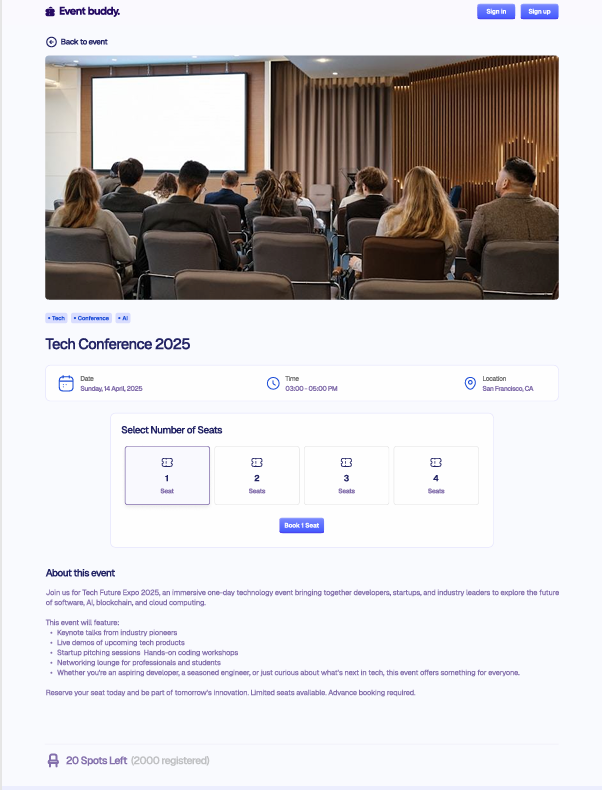 Event buddy.
Sign in
Sign up
Back to event
• Tech
• Conference
• AI
Tech Conference 2025
Date
Sunday, 14 April, 2025
Time
03:00 - 05:00 PM
Location
San Francisco, CA
Select Number of Seats
1
Seat
2
Seats
3
Seats
4
Seats
Book 1 Seat
About this event
Join us for Tech Future Expo 2025, an immersive one-day technology event bringing together developers, startups, and industry leaders to explore the future
of software, AI, blockchain, and cloud computing.
This event will feature:
• Keynote talks from industry pioneers
• Live demos of upcoming tech products
• Startup pitching sessions Hands-on coding workshops
• Networking lounge for professionals and students
• Whether you're an aspiring developer, a seasoned engineer, or just curious about what's next in tech, this event offers something for everyone.
Reserve your seat today and be part of tomorrow's innovation. Limited seats available. Advance booking required.
20 Spots Left (2000 registered)